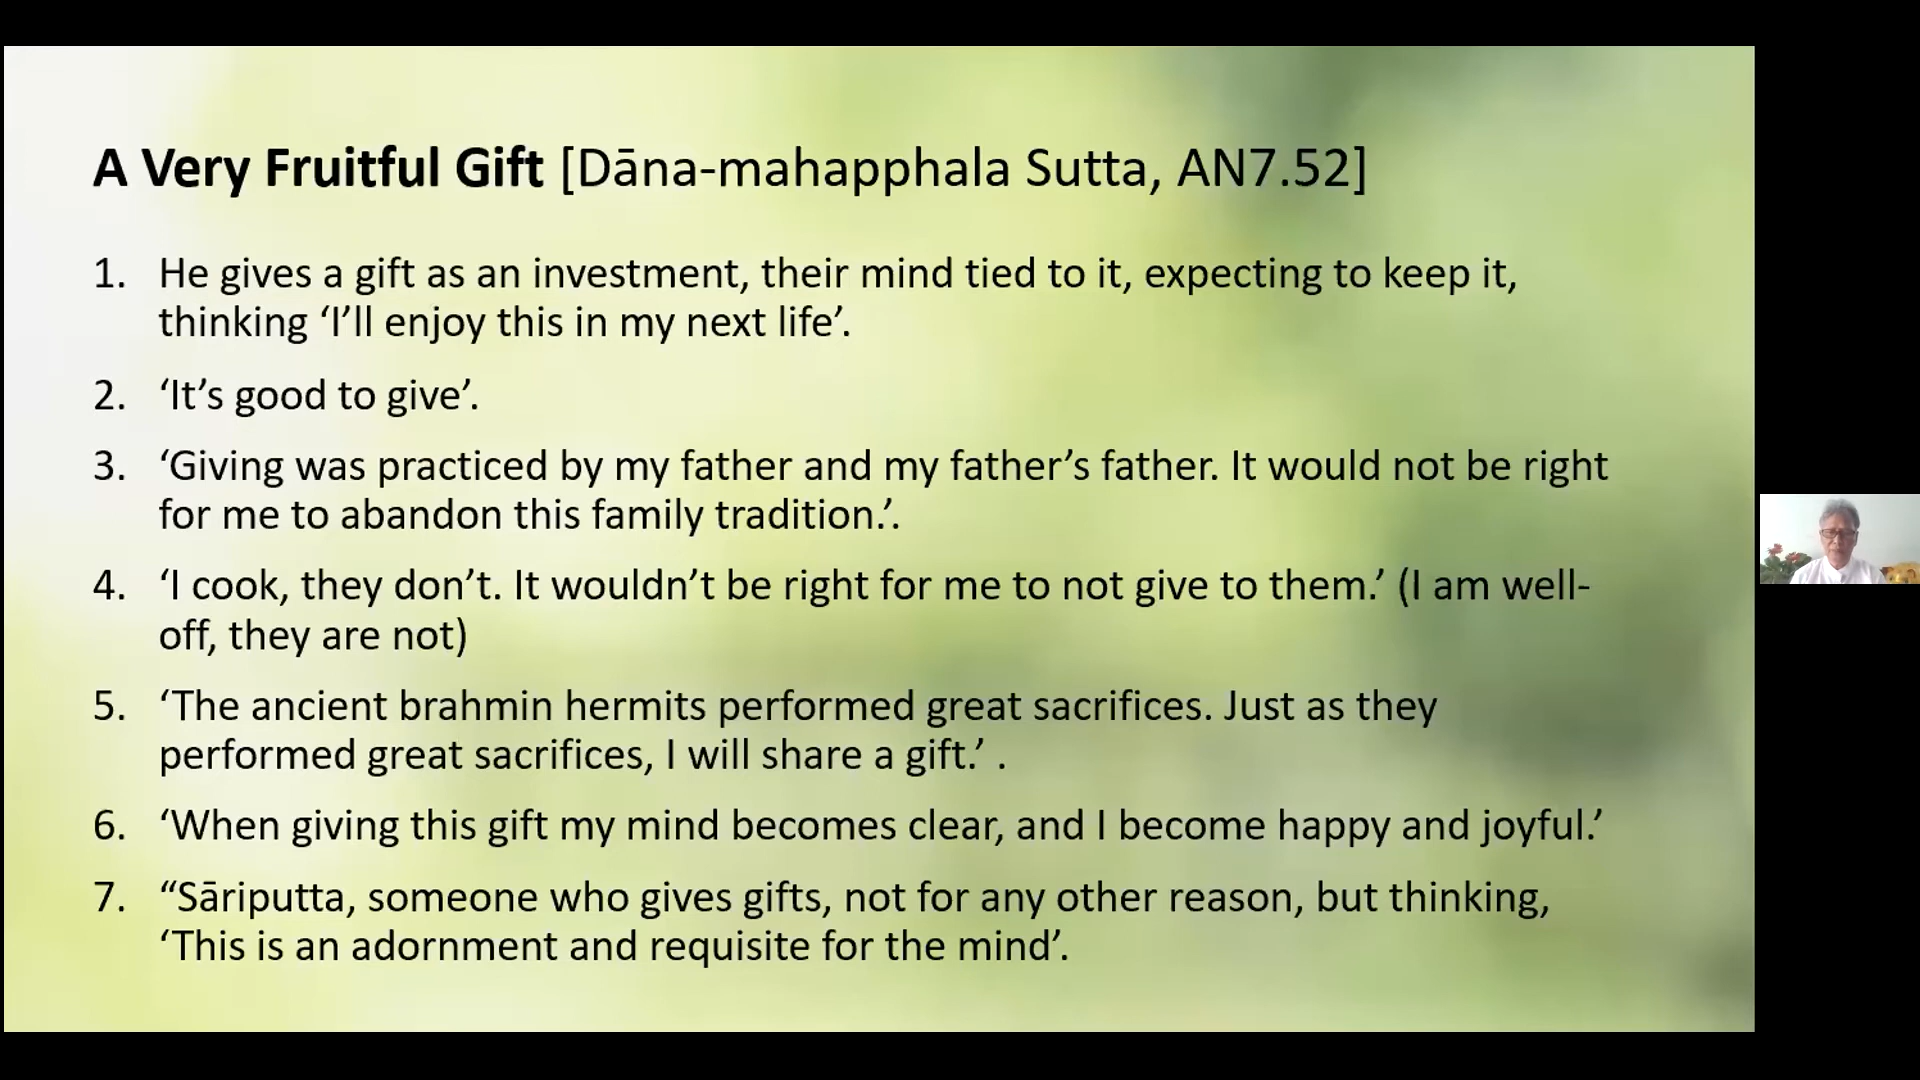 A Very Fruitful Gift [Dāna-mahapphala Sutta, AN7.52]
1. He gives a gift as an investment, their mind tied to it, expecting to keep it,
thinking ‘I’ll enjoy this in my next life’.
2. ‘It’s good to give’.
3. ‘Giving was practiced by my father and my father’s father. It would not be right
for me to abandon this family tradition.’.
4. ‘I cook, they don’t. It wouldn’t be right for me to not give to them.’ (I am well-
off, they are not)
5. ‘The ancient brahmin hermits performed great sacrifices. Just as they
performed great sacrifices, I will share a gift.’ .
6. ‘When giving this gift my mind becomes clear, and I become happy and joyful.’
7. “Sāriputta, someone who gives gifts, not for any other reason, but thinking,
‘This is an adornment and requisite for the mind’.